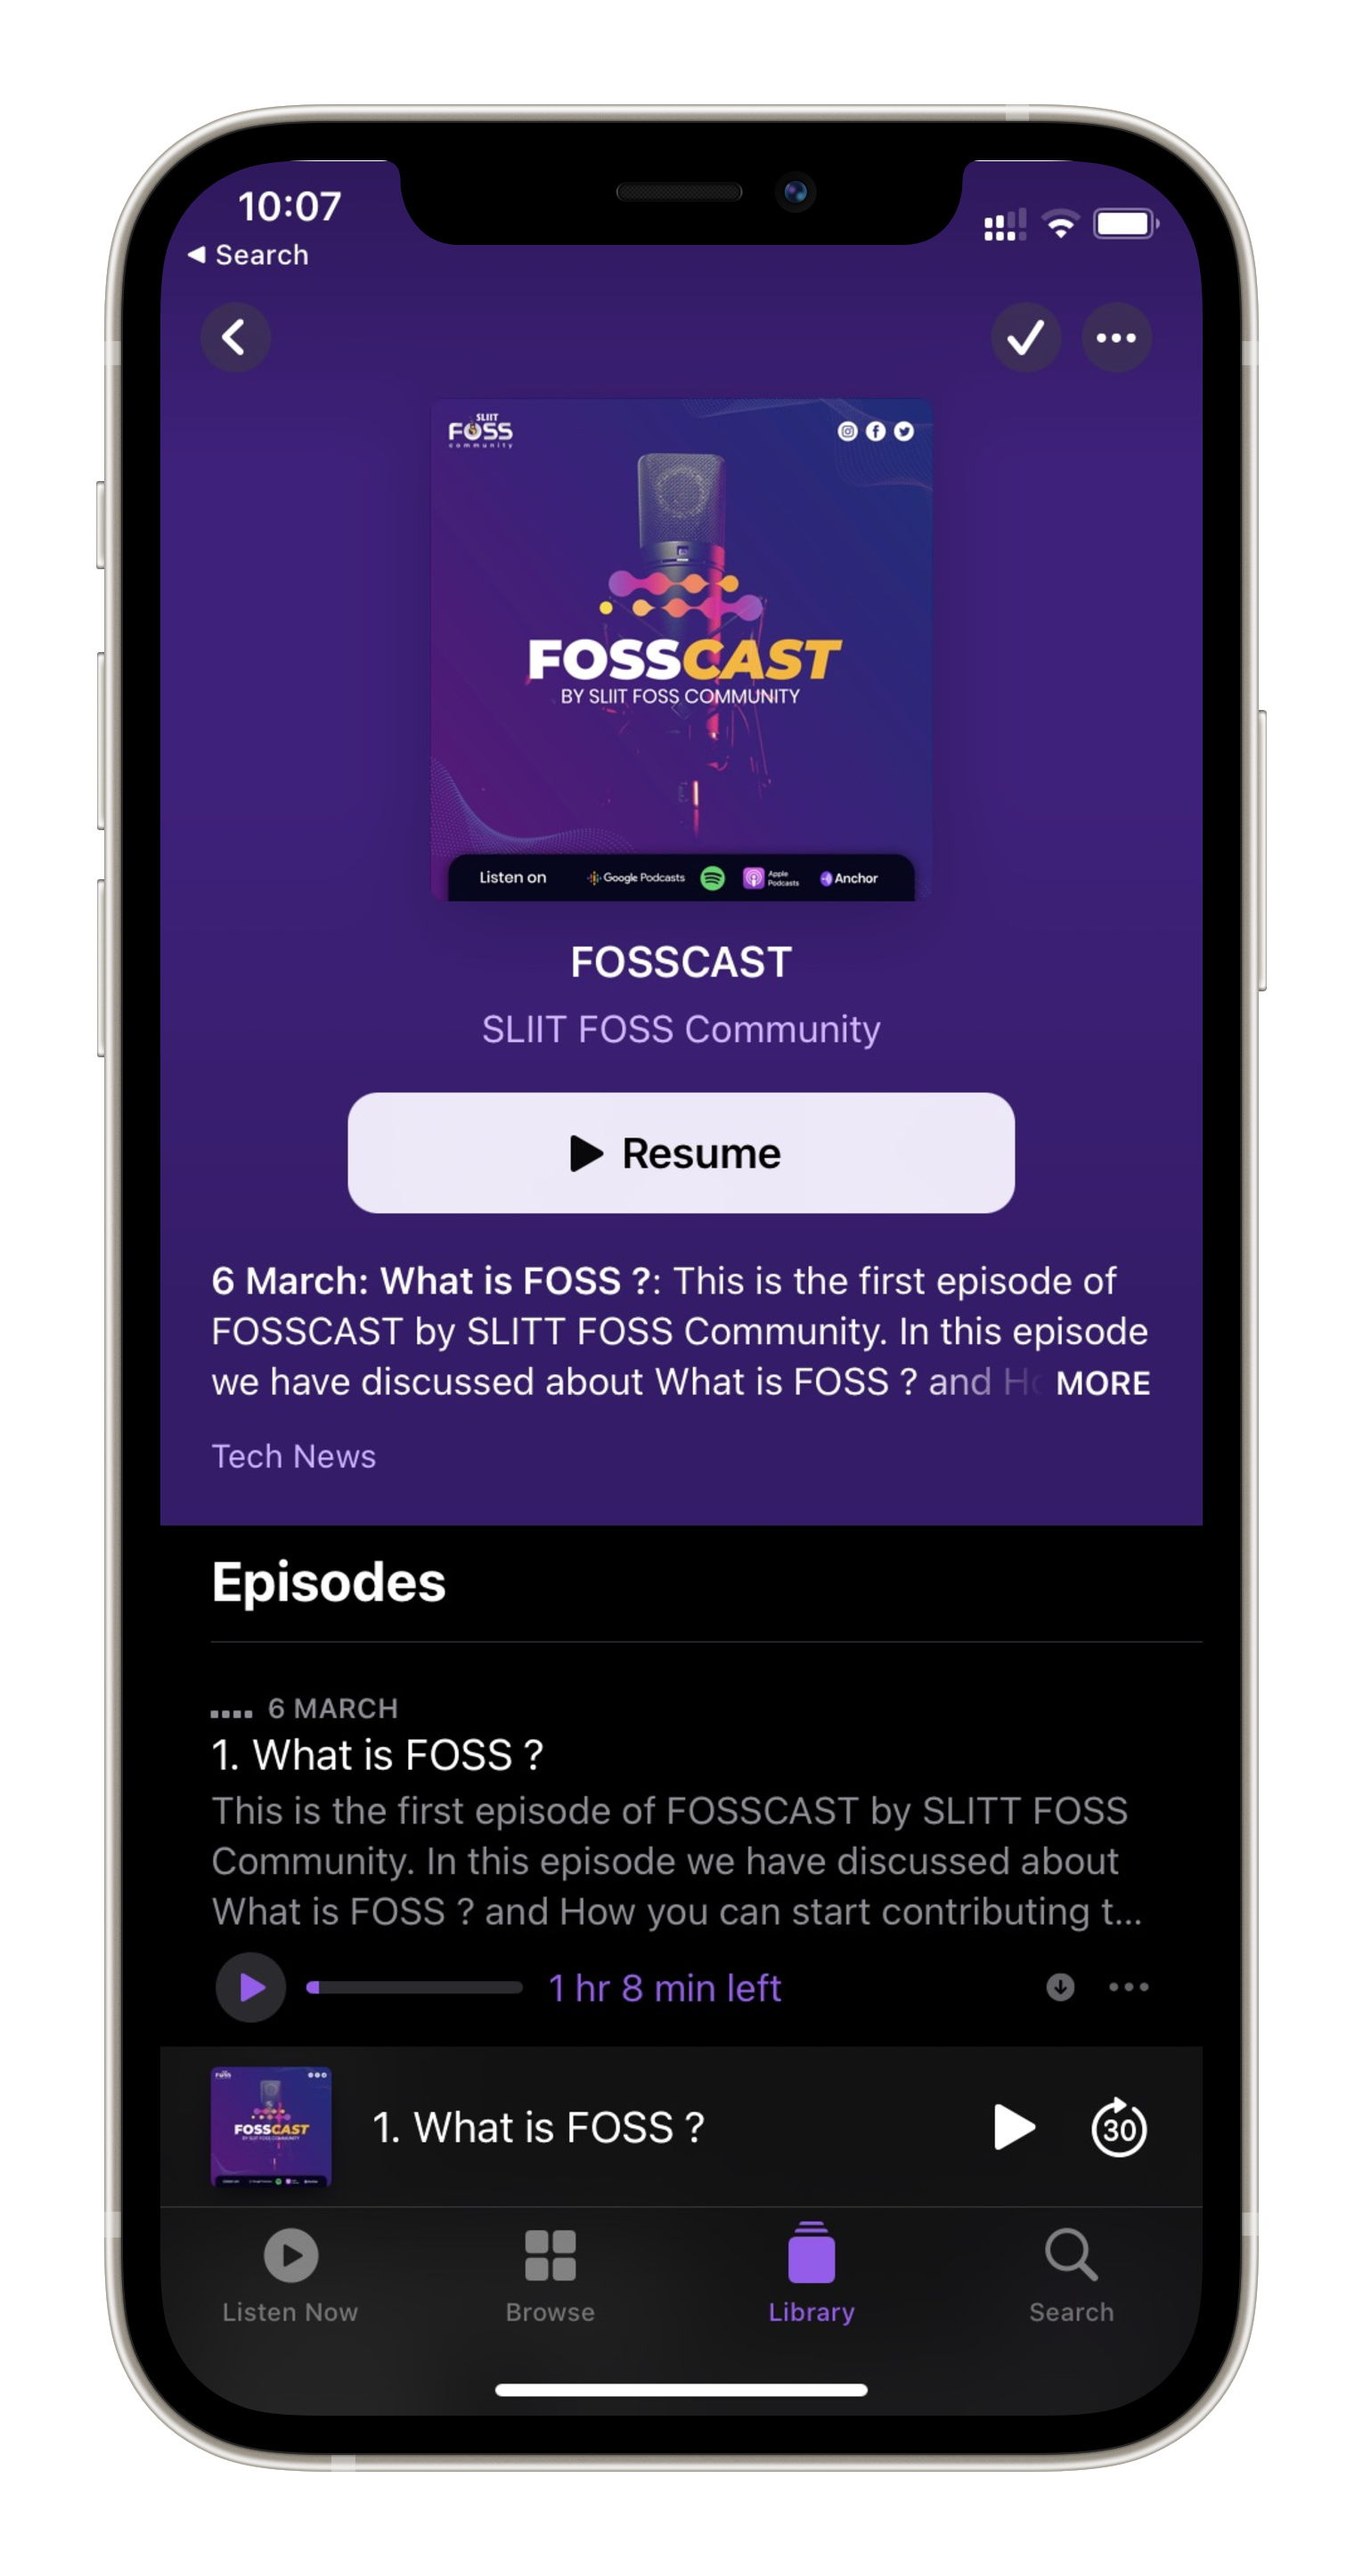 10:07
Search
SLIIT
FOSS
community
FOSSCAST
BY SLIIT FOSS COMMUNITY
Listen on Google Podcasts Apple Podcasts Anchor
FOSSCAST
SLIIT FOSS Community
Resume
6 March: What is FOSS ?: This is the first episode of
FOSSCAST by SLITT FOSS Community. In this episode
we have discussed about What is FOSS ? and MORE
Tech News
Episodes
6 MARCH
1. What is FOSS ?
This is the first episode of FOSSCAST by SLITT FOSS
Community. In this episode we have discussed about
What is FOSS ? and How you can start contributing t...
1 hr 8 min left
FOSSCAST
1. What is FOSS ?
30
Listen Now Browse Library Search